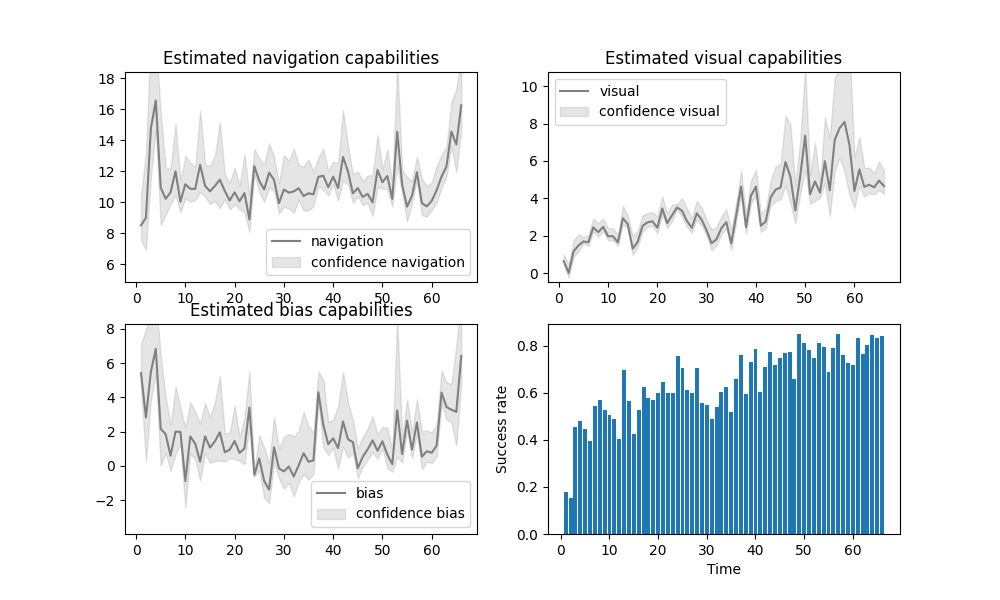 Estimated navigation capabilities
18
16
14
12
10
8
6
navigation
confidence navigation
0 10 20 30 40 50 60
Estimated visual capabilities
10
8
6
4
2
0
visual
confidence visual
0 10 20 30 40 50 60
Estimated bias capabilities
8
6
4
2
0
−2
bias
confidence bias
0 10 20 30 40 50 60
Success rate
0.8
0.6
0.4
0.2
0.0
0 10 20 30 40 50 60
Time